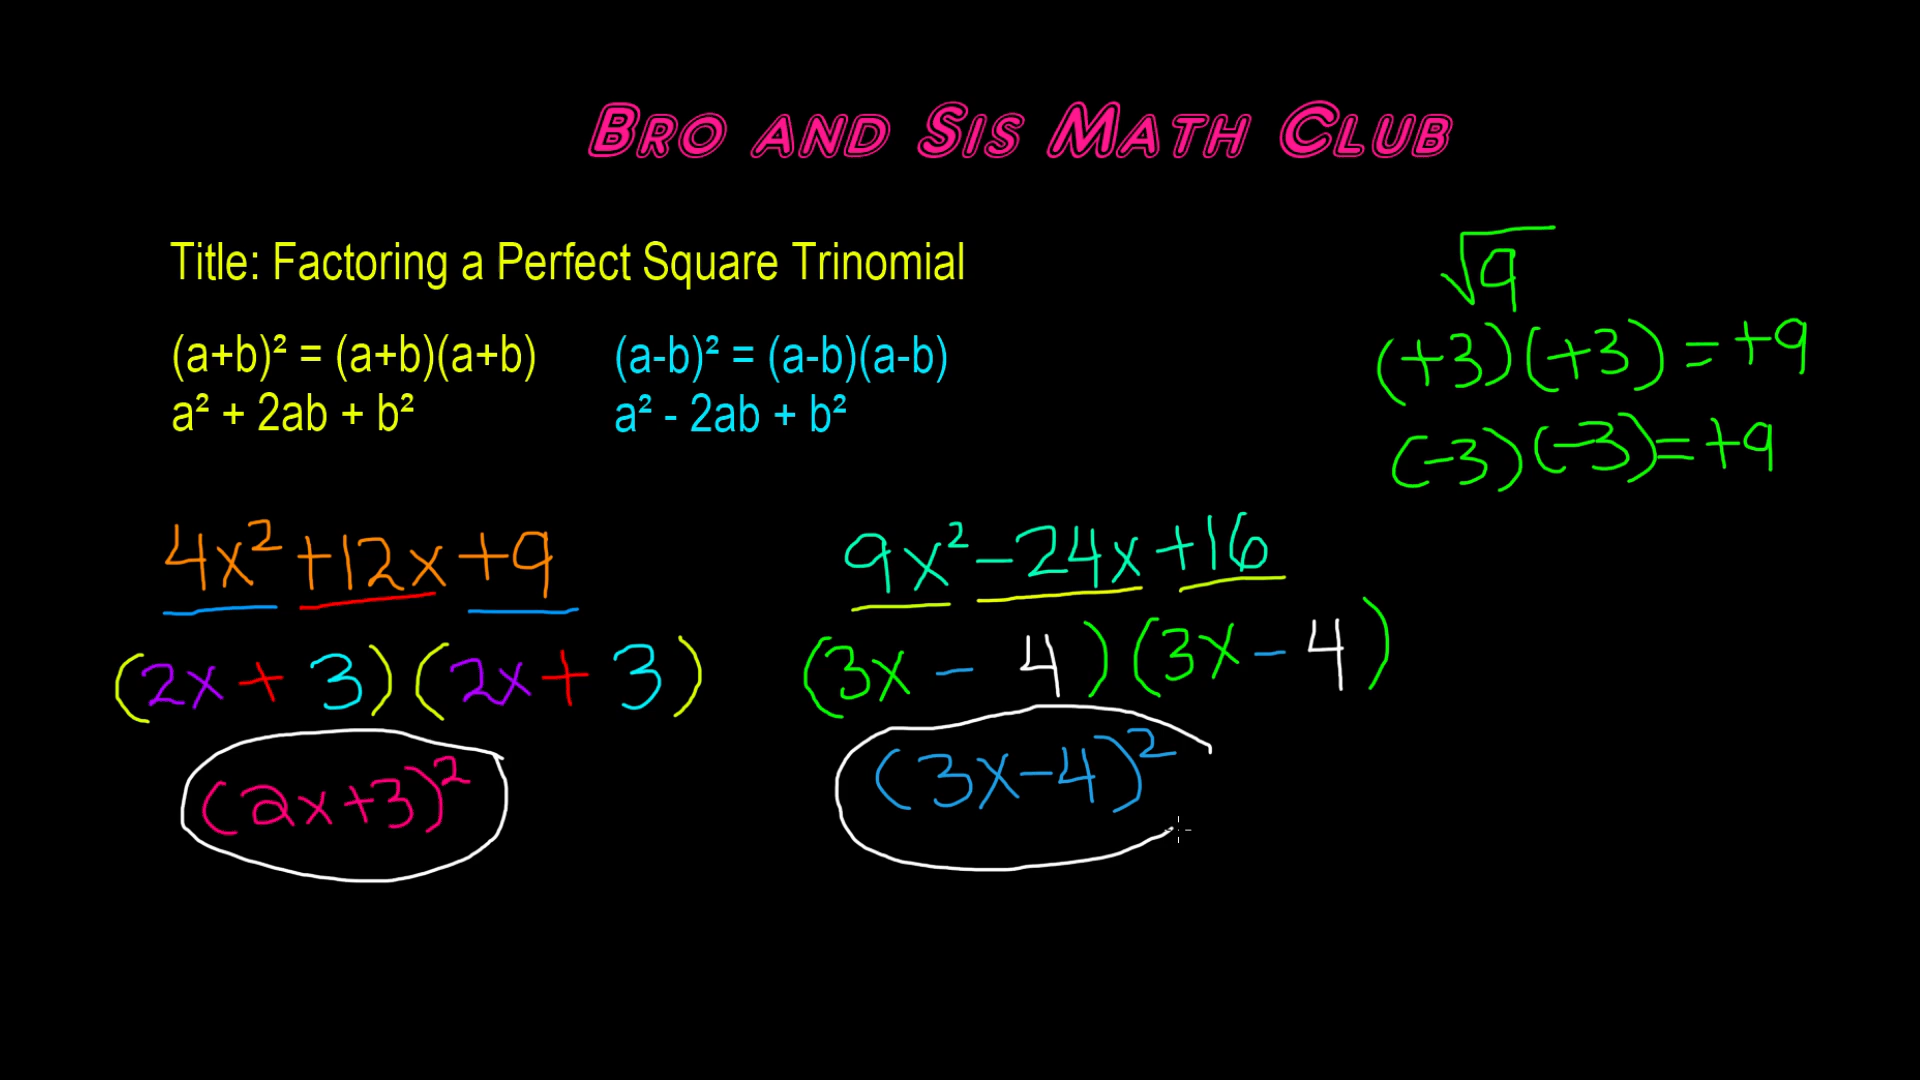 BRO AND SIS MATH CLUB
Title: Factoring a Perfect Square Trinomial
(a+b)² = (a+b)(a+b)
a² + 2ab + b²
(a-b)² = (a-b)(a-b)
a² - 2ab + b²
√9
(+3)(+3) = +9
(-3)(-3) = +9
4x² +12x +9
(2x + 3)(2x + 3)
(2x+3)²
9x² -24x +16
(3x - 4)(3x - 4)
(3x-4)²